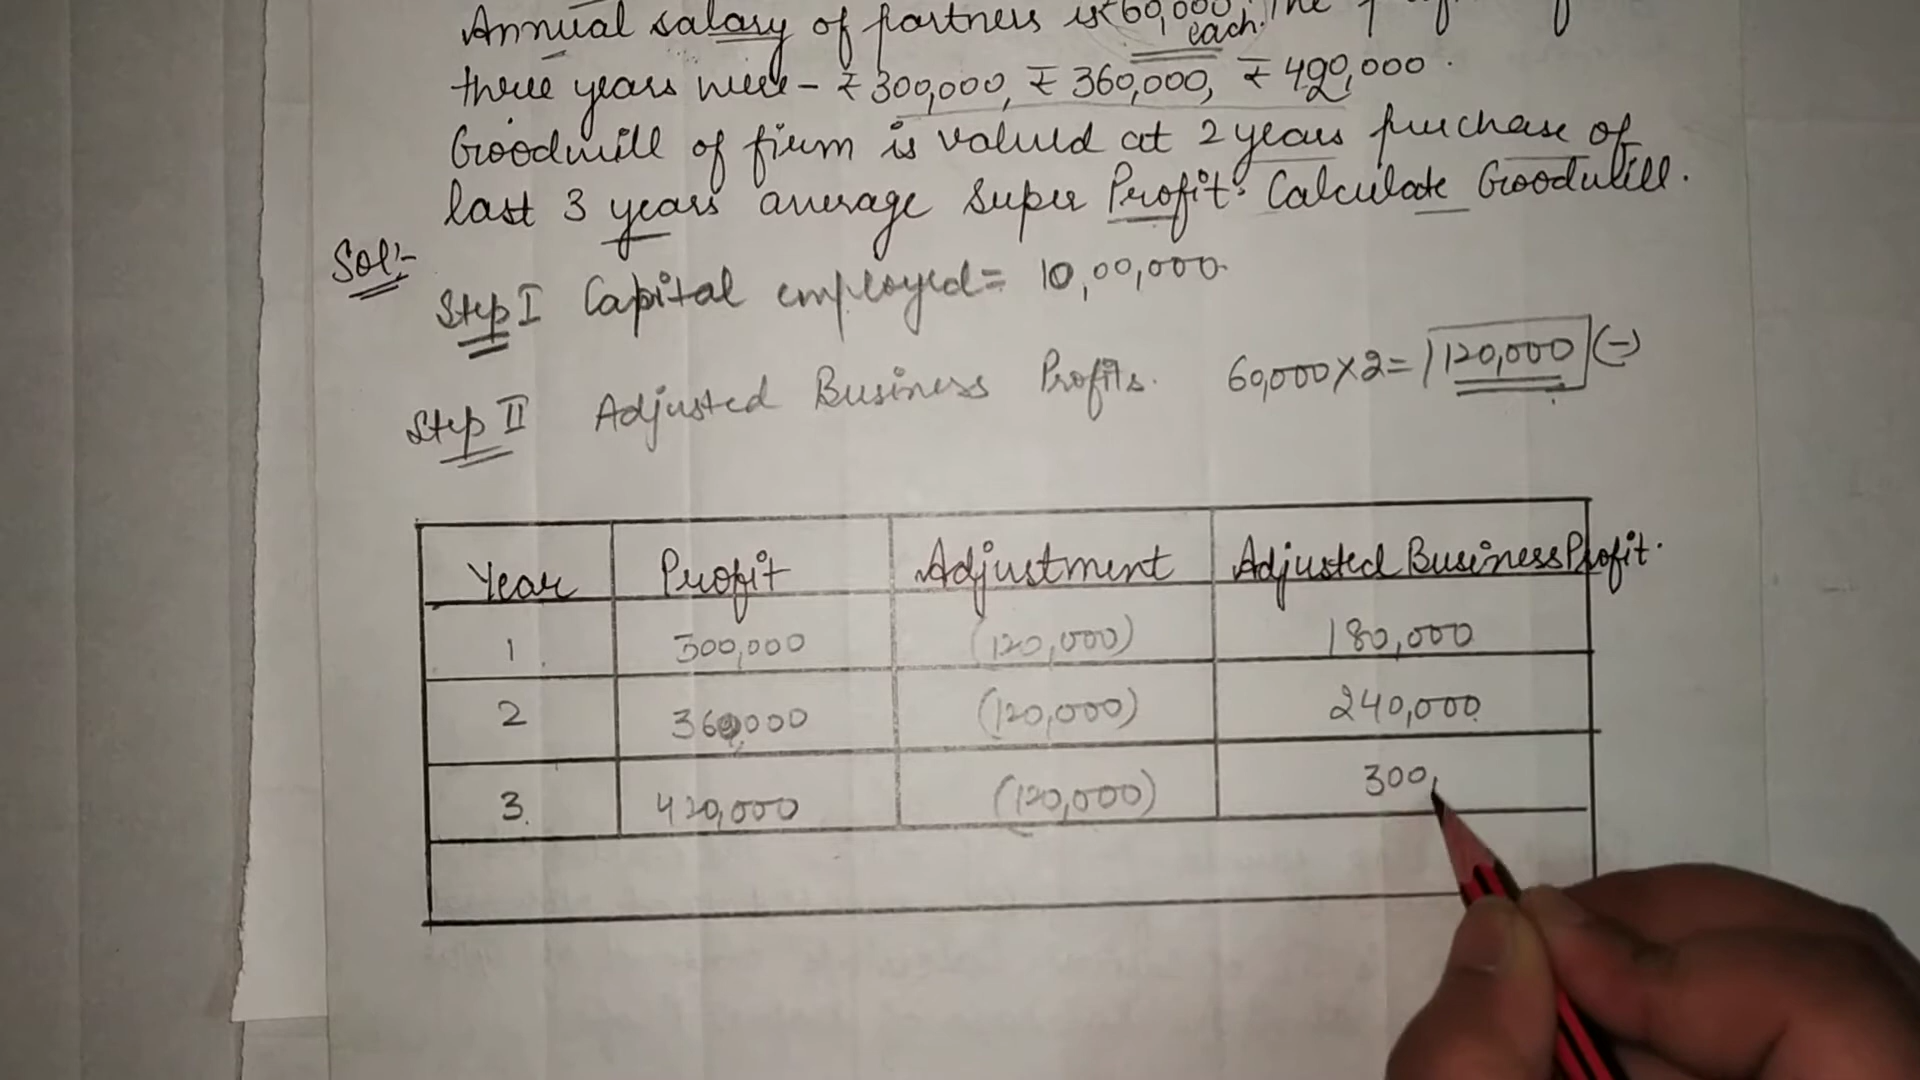 Annual salary of partners is ₹60,000 each. The
three years were - ₹300,000, ₹360,000, ₹420,000.
Goodwill of firm is valued at 2 years purchase of
last 3 years average super Profit. Calculate Goodwill.
Sol:-
Step I Capital employed = 10,00,000
Step II Adjusted Business Profits. 60,000×2= 120,000 (-)
Year Profit Adjustment Adjusted Business Profit.
1. 300,000 (120,000) 180,000
2 360,000 (120,000) 240,000
3. 420,000 (120,000) 300,